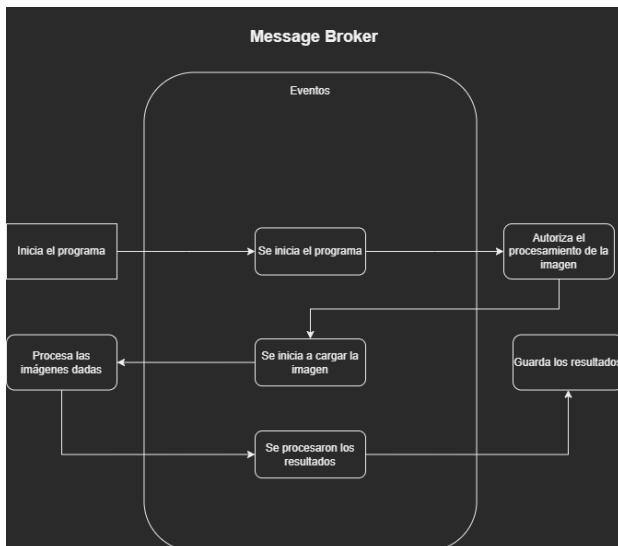 Message Broker
Eventos
Inicia el programa
Se inicia el programa
Autoriza el
procesamiento de la
imagen
Procesa las
imágenes dadas
Se inicia a cargar la
imagen
Guarda los resultados
Se procesaron los
resultados